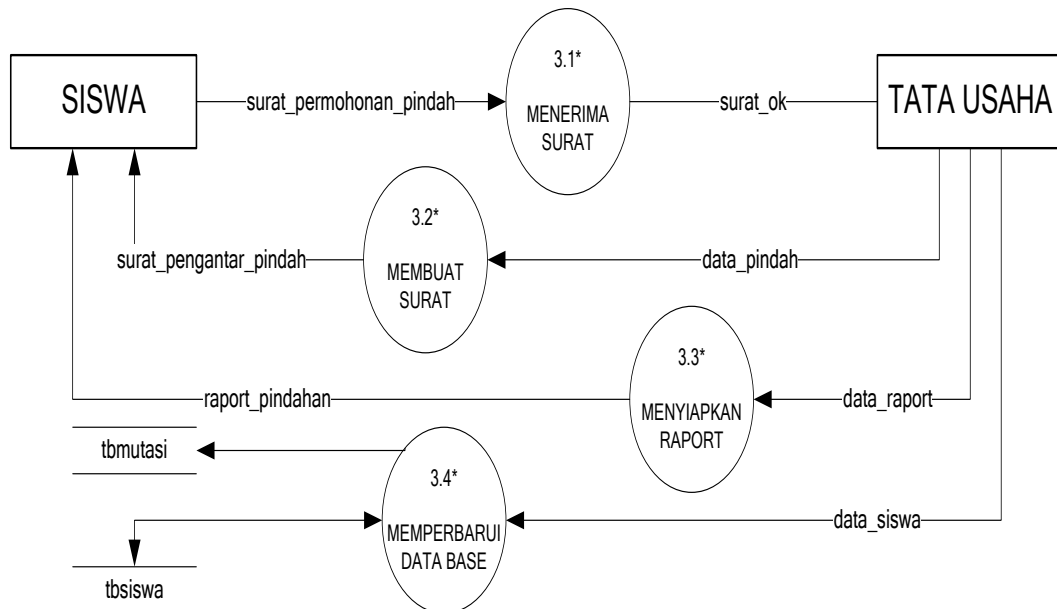 3.1*
SISWA
surat_permohonan_pindah
MENERIMA
SURAT
surat_ok
TATA USAHA
3.2*
surat_pengantar_pindah
MEMBUAT
SURAT
data_pindah
3.3*
raport_pindahan
MENYIAPKAN
RAPORT
data_raport
tbmutasi
3.4*
MEMPERBARUI
DATA BASE
data_siswa
tbsiswa